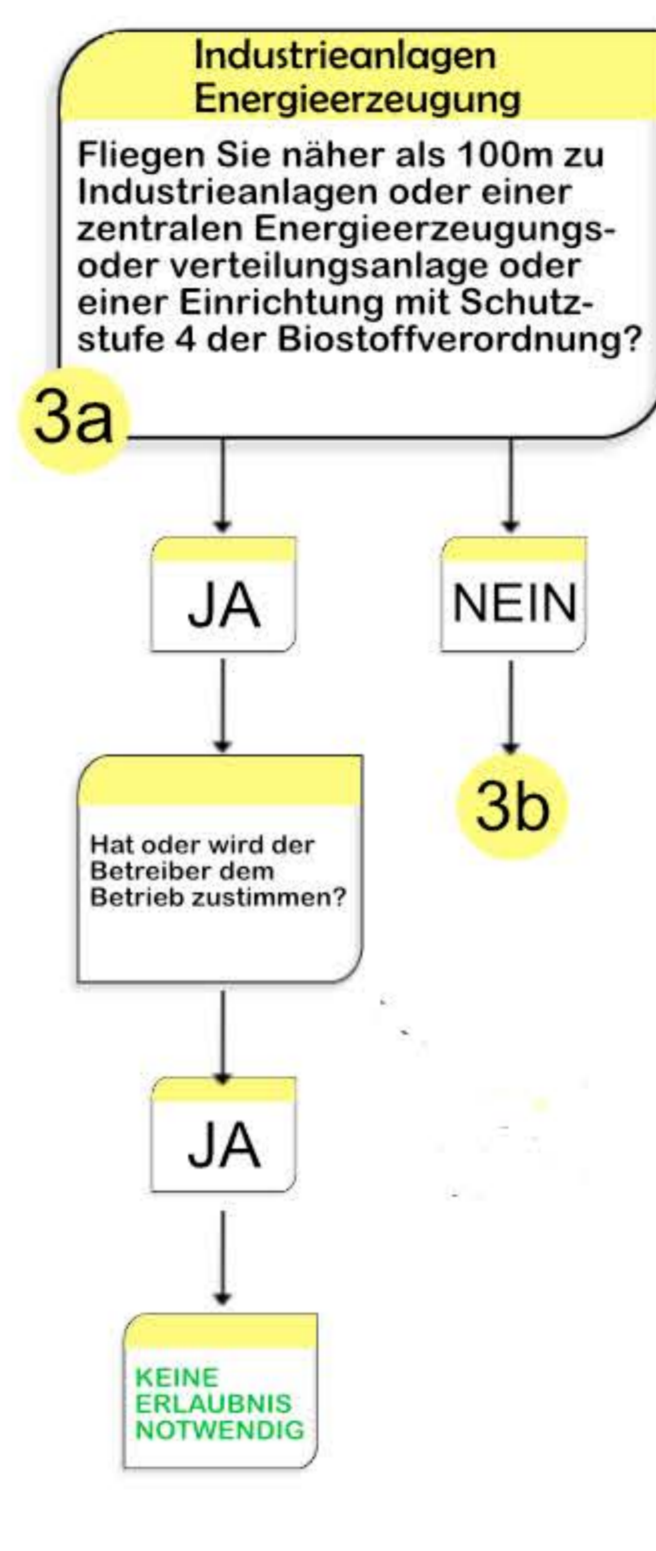 Industrieanlagen
Energieerzeugung
Fliegen Sie näher als 100m zu
Industrieanlagen oder einer
zentralen Energieerzeugungs-
oder verteilungsanlage oder
einer Einrichtung mit Schutz-
stufe 4 der Biostoffverordnung?
3a
JA
NEIN
3b
Hat oder wird der
Betreiber dem
Betrieb zustimmen?
JA
KEINE
ERLAUBNIS
NOTWENDIG